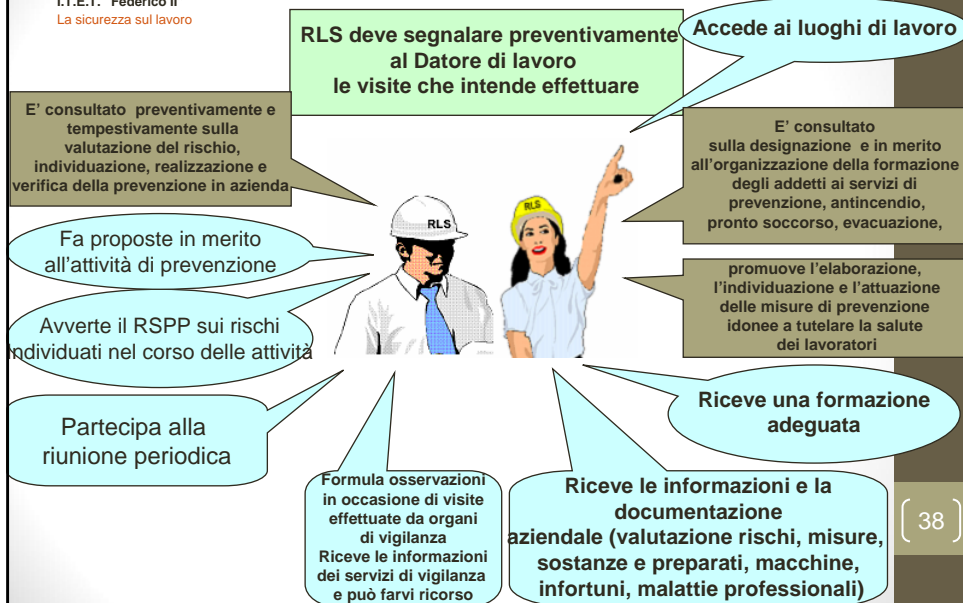 I.T.E.T. "Federico II"
La sicurezza sul lavoro
RLS deve segnalare preventivamente
al Datore di lavoro
le visite che intende effettuare
Accede ai luoghi di lavoro
E' consultato preventivamente e
tempestivamente sulla
valutazione del rischio,
individuazione, realizzazione e
verifica della prevenzione in azienda
E' consultato
sulla designazione e in merito
all'organizzazione della formazione
degli addetti ai servizi di
prevenzione, antincendio,
pronto soccorso, evacuazione,
RLS
RLS
Fa proposte in merito
all'attività di prevenzione
promuove l'elaborazione,
l'individuazione e l'attuazione
delle misure di prevenzione
idonee a tutelare la salute
dei lavoratori
Avverte il RSPP sui rischi
individuati nel corso delle attività
Riceve una formazione
adeguata
Partecipa alla
riunione periodica
Formula osservazioni
in occasione di visite
effettuate da organi
di vigilanza
Riceve le informazioni
dei servizi di vigilanza
e può farvi ricorso
Riceve le informazioni e la
documentazione
aziendale (valutazione rischi, misure,
sostanze e preparati, macchine,
infortuni, malattie professionali)
38